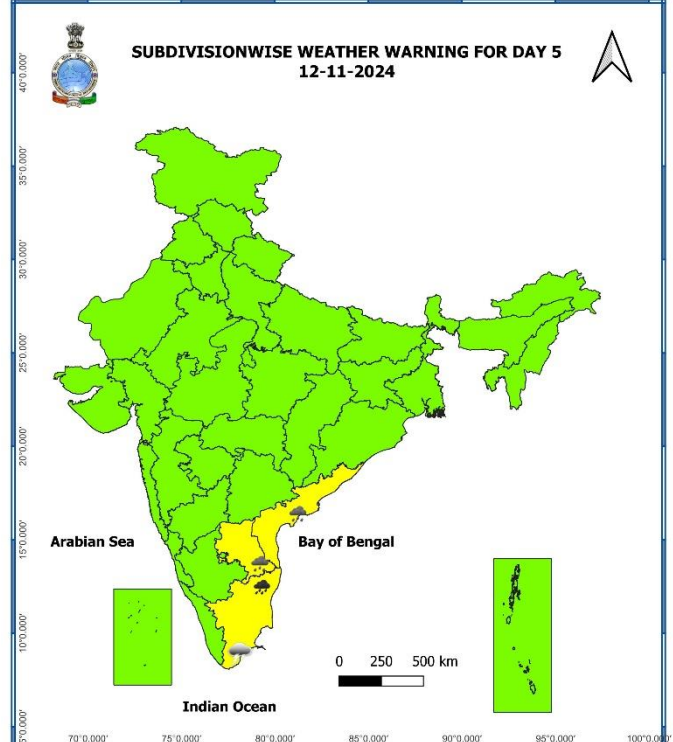 SUBDIVISIONWISE WEATHER WARNING FOR DAY 5
12-11-2024
40°0.000'
35°0.000'
30°0.000'
25°0.000'
20°0.000'
15°0.000'
10°0.000'
5°0.000'
Arabian Sea
Bay of Bengal
0 250 500 km
Indian Ocean
70°0.000' 75°0.000' 80°0.000' 85°0.000' 90°0.000' 95°0.000' 100°0.000'